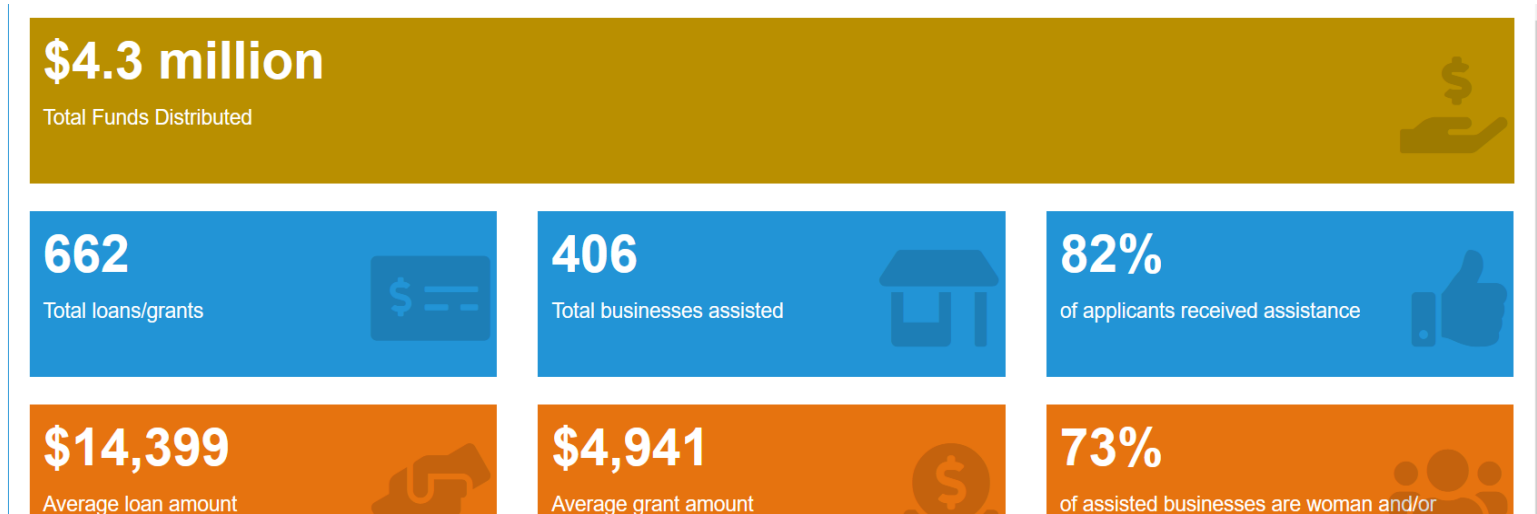 $4.3 million
Total Funds Distributed
662
Total loans/grants
406
Total businesses assisted
82%
of applicants received assistance
$14,399
Average loan amount
$4,941
Average grant amount
73%
of assisted businesses are woman and/or